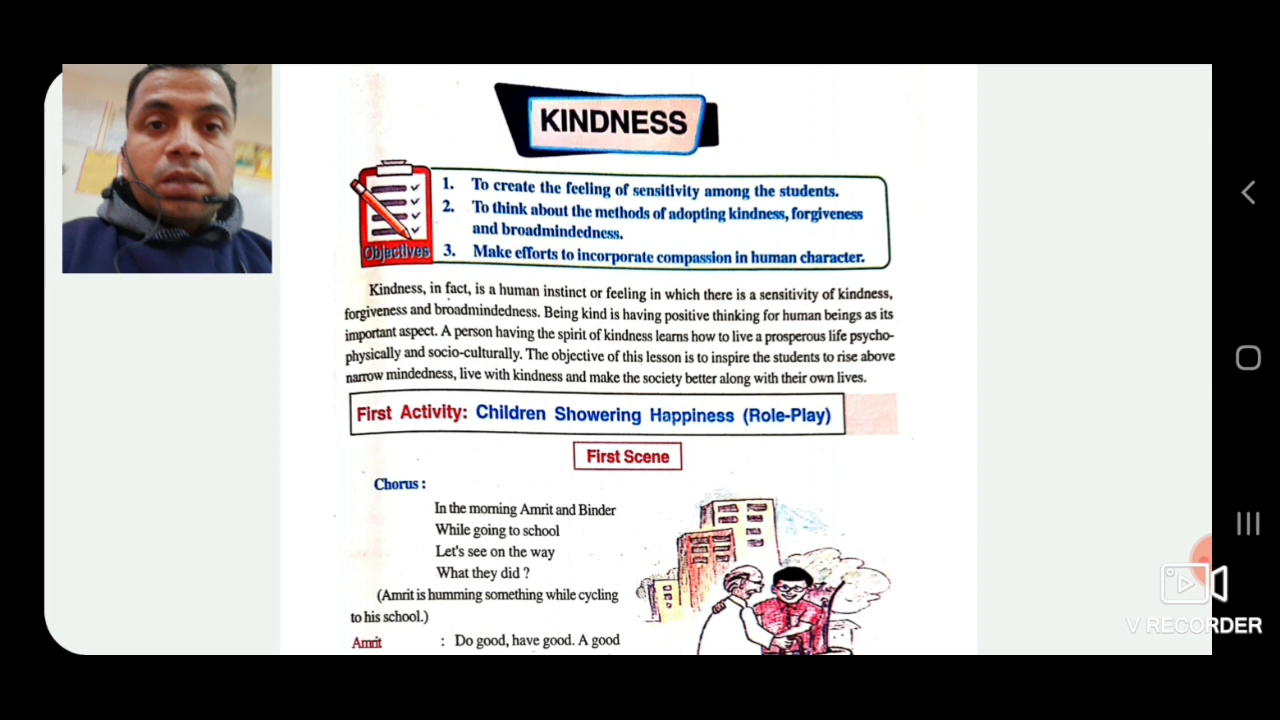 KINDNESS
1. To create the feeling of sensitivity among the students.
2. To think about the methods of adopting kindness, forgiveness
and broadmindedness.
3. Make efforts to incorporate compassion in human character.
Objectives
Kindness, in fact, is a human instinct or feeling in which there is a sensitivity of kindness,
forgiveness and broadmindedness. Being kind is having positive thinking for human beings as its
important aspect. A person having the spirit of kindness learns how to live a prosperous life psycho-
physically and socio-culturally. The objective of this lesson is to inspire the students to rise above
narrow mindedness, live with kindness and make the society better along with their own lives.
First Activity: Children Showering Happiness (Role-Play)
First Scene
Chorus :
In the morning Amrit and Binder
While going to school
Let's see on the way
What they did ?
(Amrit is humming something while cycling
to his school.)
Amrit : Do good, have good. A good
V RECORDER